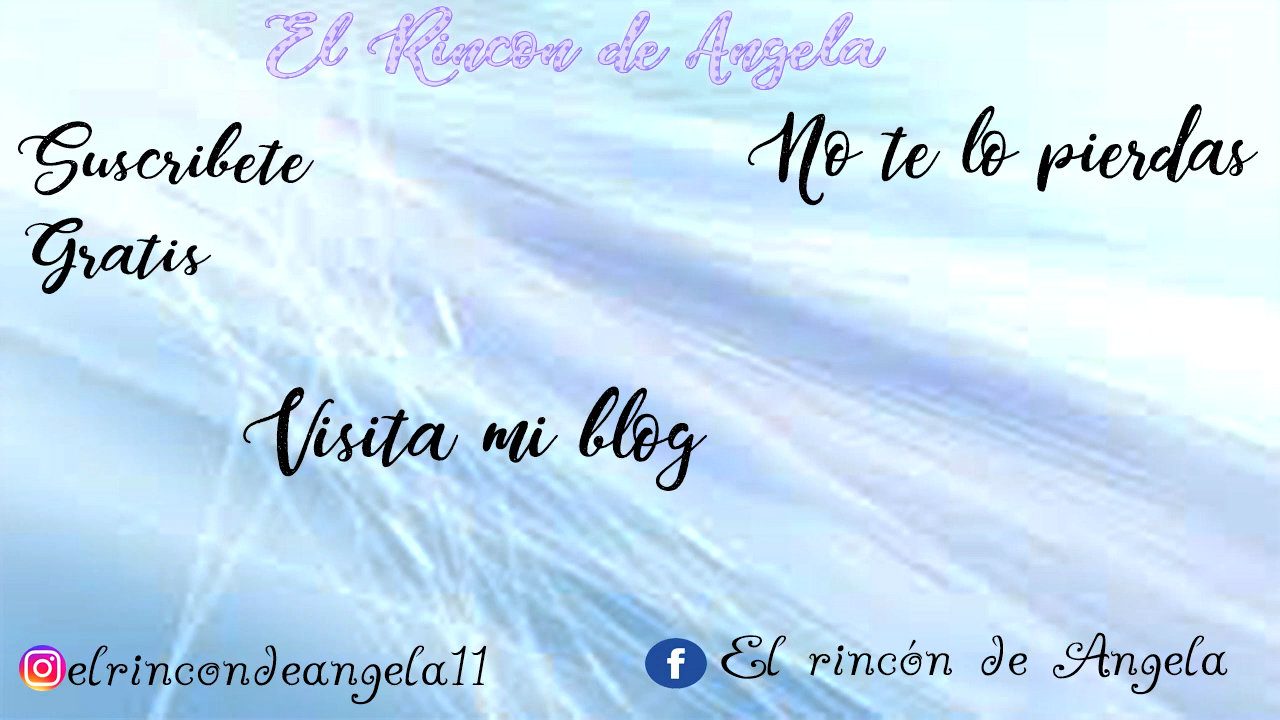 El Rincon de Angela
Suscribete
Gratis
No te lo pierdas
Visita mi blog
elrincondeangela11
El rincón de Angela